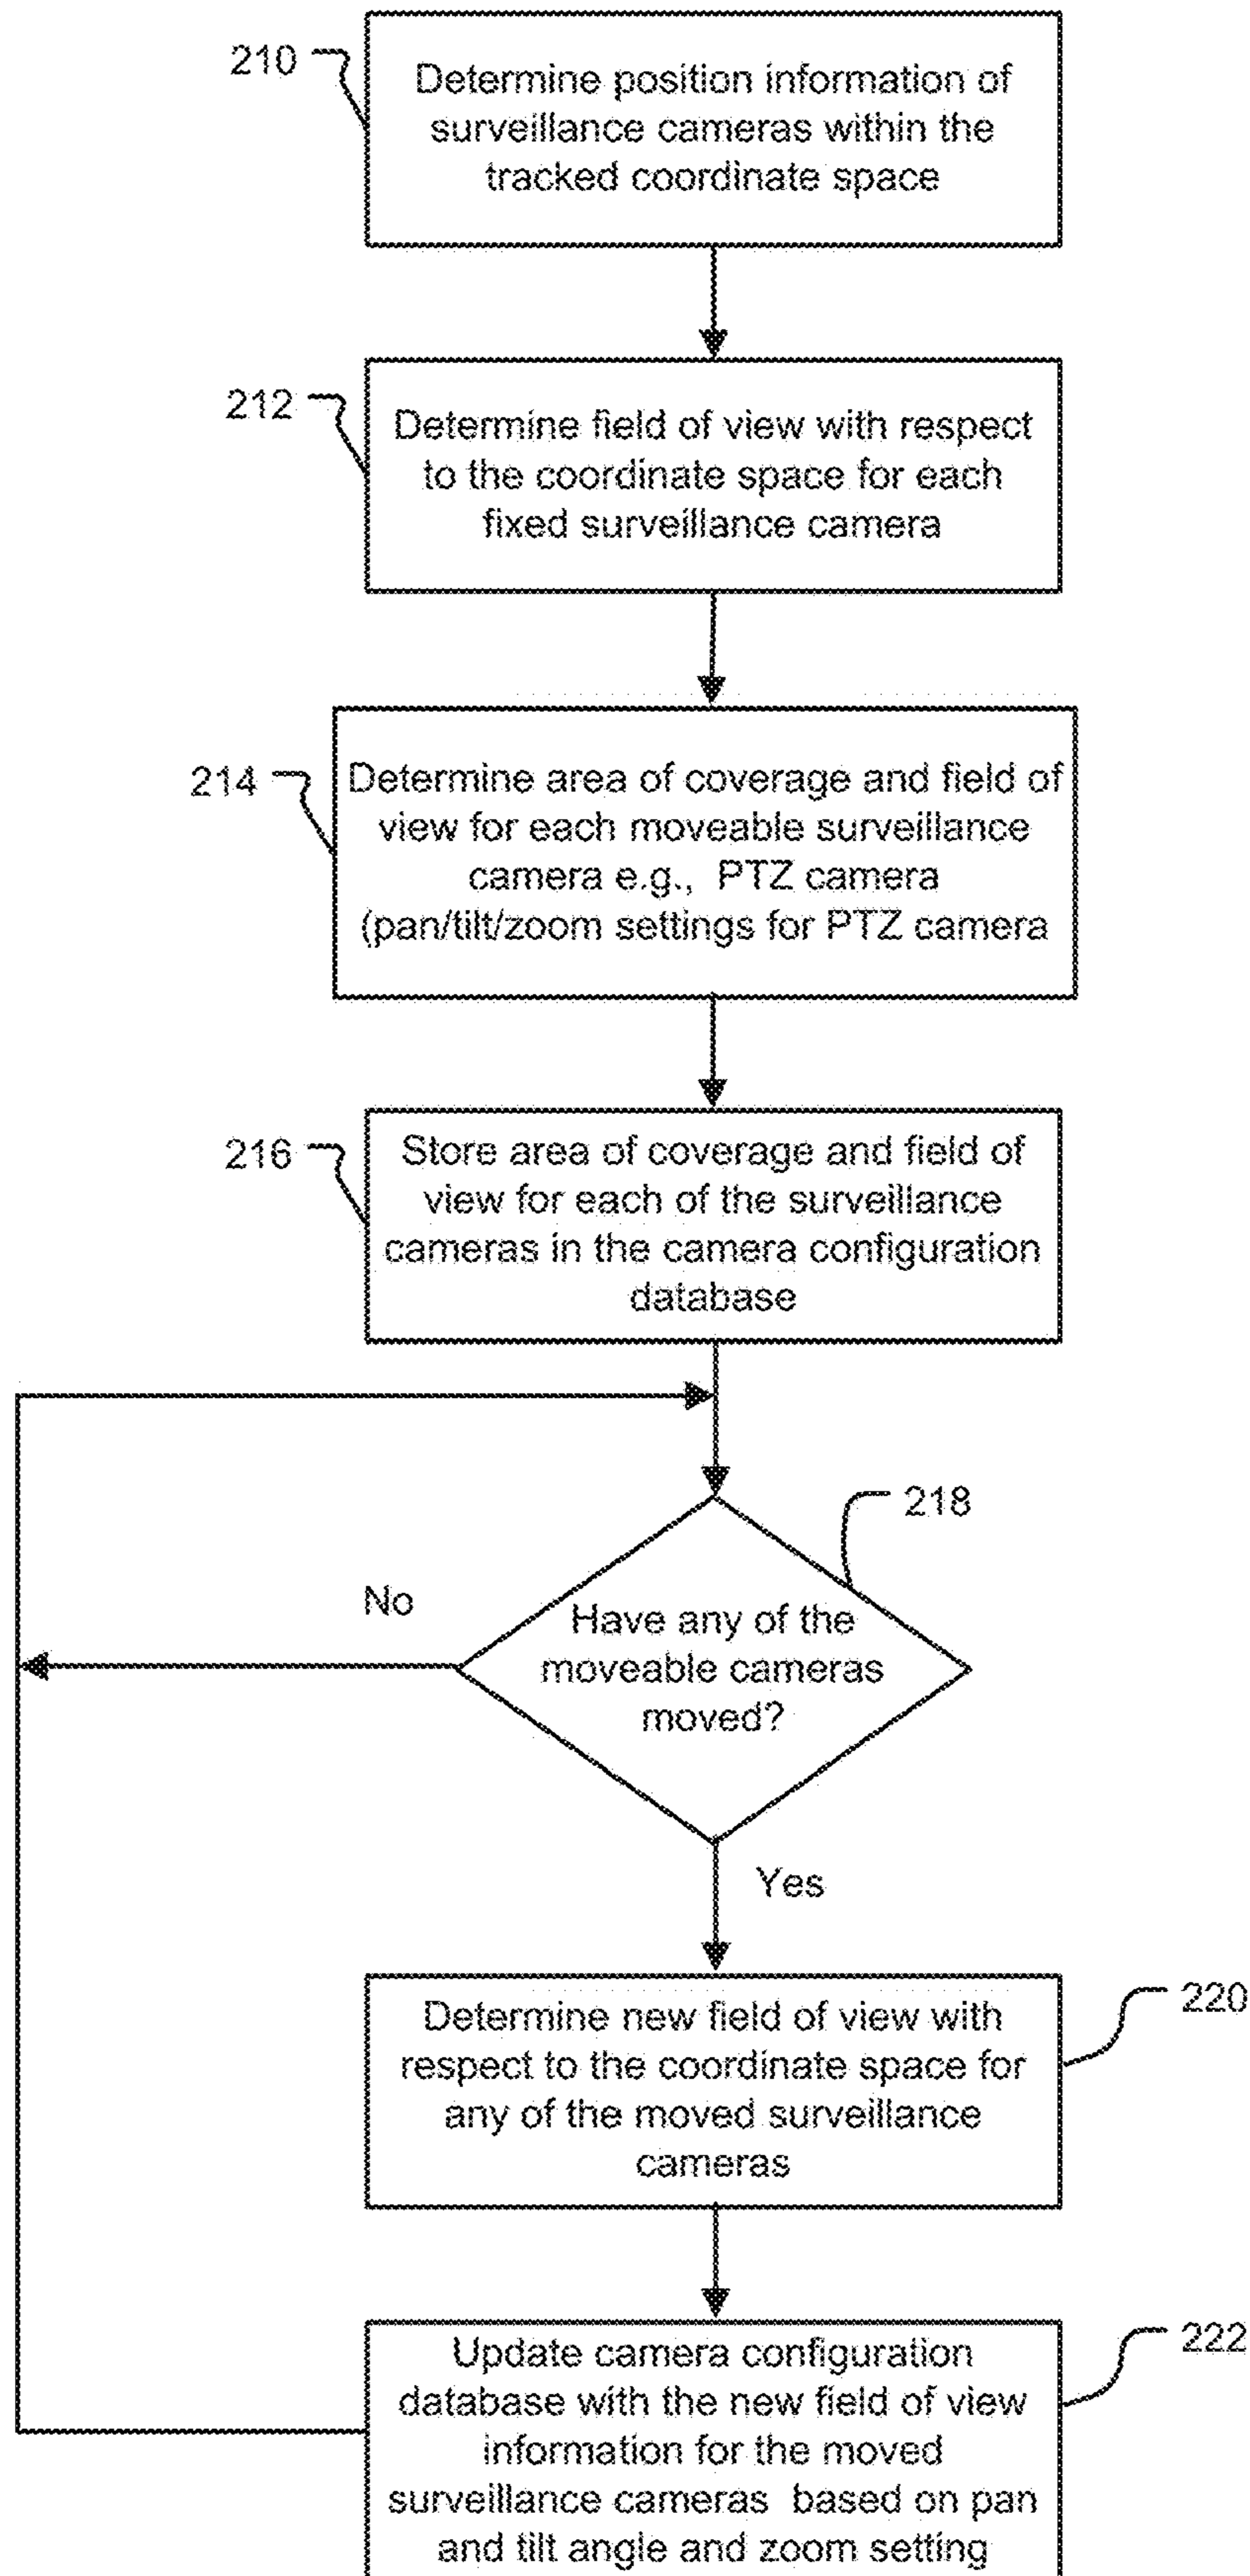 210
Determine position information of
surveillance cameras within the
tracked coordinate space
212
Determine field of view with respect
to the coordinate space for each
fixed surveillance camera
214
Determine area of coverage and field of
view for each moveable surveillance
camera e.g., PTZ camera
(pan/tilt/zoom settings for PTZ camera
216
Store area of coverage and field of
view for each of the surveillance
cameras in the camera configuration
database
218
No
Have any of the
moveable cameras
moved?
Yes
220
Determine new field of view with
respect to the coordinate space for
any of the moved surveillance
cameras
222
Update camera configuration
database with the new field of view
information for the moved
surveillance cameras based on pan
and tilt angle and zoom setting